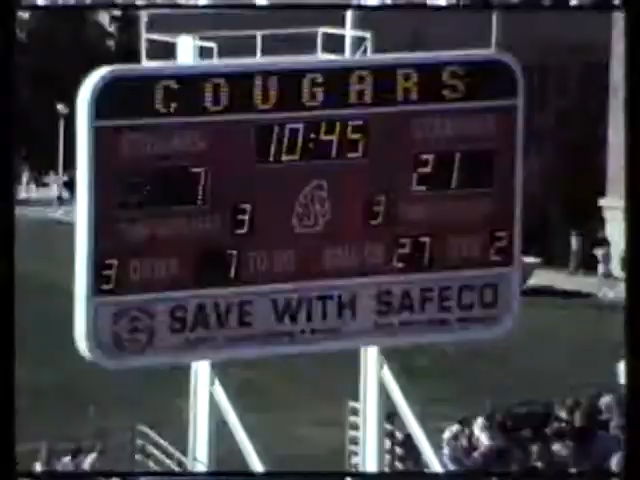 COUGARS
10:45
7 21
3 3
3 DOWN 7 TO GO BALL ON 27 QTR 2
SAVE WITH SAFECO